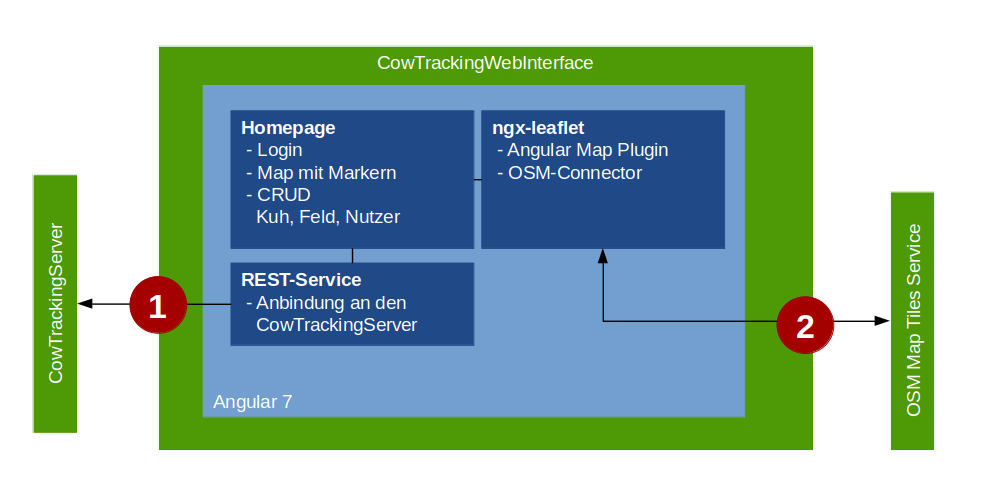 CowTrackingWebInterface
Homepage
- Login
- Map mit Markern
- CRUD
Kuh, Feld, Nutzer
ngx-leaflet
- Angular Map Plugin
- OSM-Connector
REST-Service
- Anbindung an den
CowTrackingServer
Angular 7
CowTrackingServer
1
2
OSM Map Tiles Service